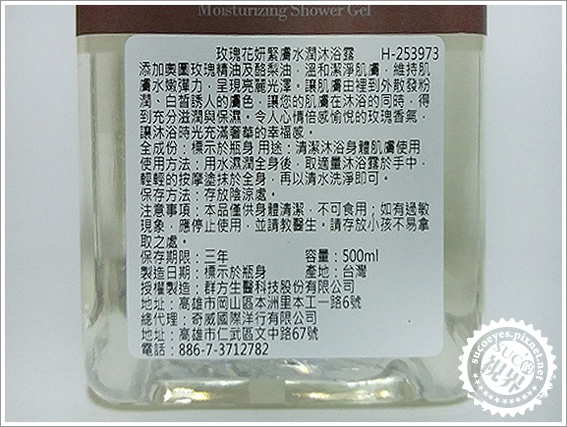 Moisturizing Shower Gel
玫瑰花妍緊膚水潤沐浴露 H-253973
添加奧圖玫瑰精油及酪梨油，溫和潔淨肌膚，維持肌
膚水嫩彈力，呈現亮麗光澤。讓肌膚由裡到外散發粉
潤、白皙誘人的膚色，讓您的肌膚在沐浴的同時，得
到充分滋潤與保濕。令人心情倍感愉悅的玫瑰香氣，
讓沐浴時光充滿奢華的幸福感。
全成份：標示於瓶身 用途：清潔沐浴身體肌膚使用
使用方法：用水濕潤全身後，取適量沐浴露於手中，
輕輕的按摩塗抹於全身，再以清水洗淨即可。
保存方法：存放陰涼處。
注意事項：本品僅供身體清潔，不可食用；如有過敏
現象，應停止使用，並請教醫生。請存放小孩不易拿
取之處。
保存期限：三年 容量：500ml
製造日期：標示於瓶身 產地：台灣
授權製造：群方生醫科技股份有限公司
地址：高雄市岡山區本洲里本工一路6號
總代理：奇威國際洋行有限公司
地址：高雄市仁武區文中路67號
電話：886-7-3712782
sucoeyes.pixnet.net
SUCO的
視界